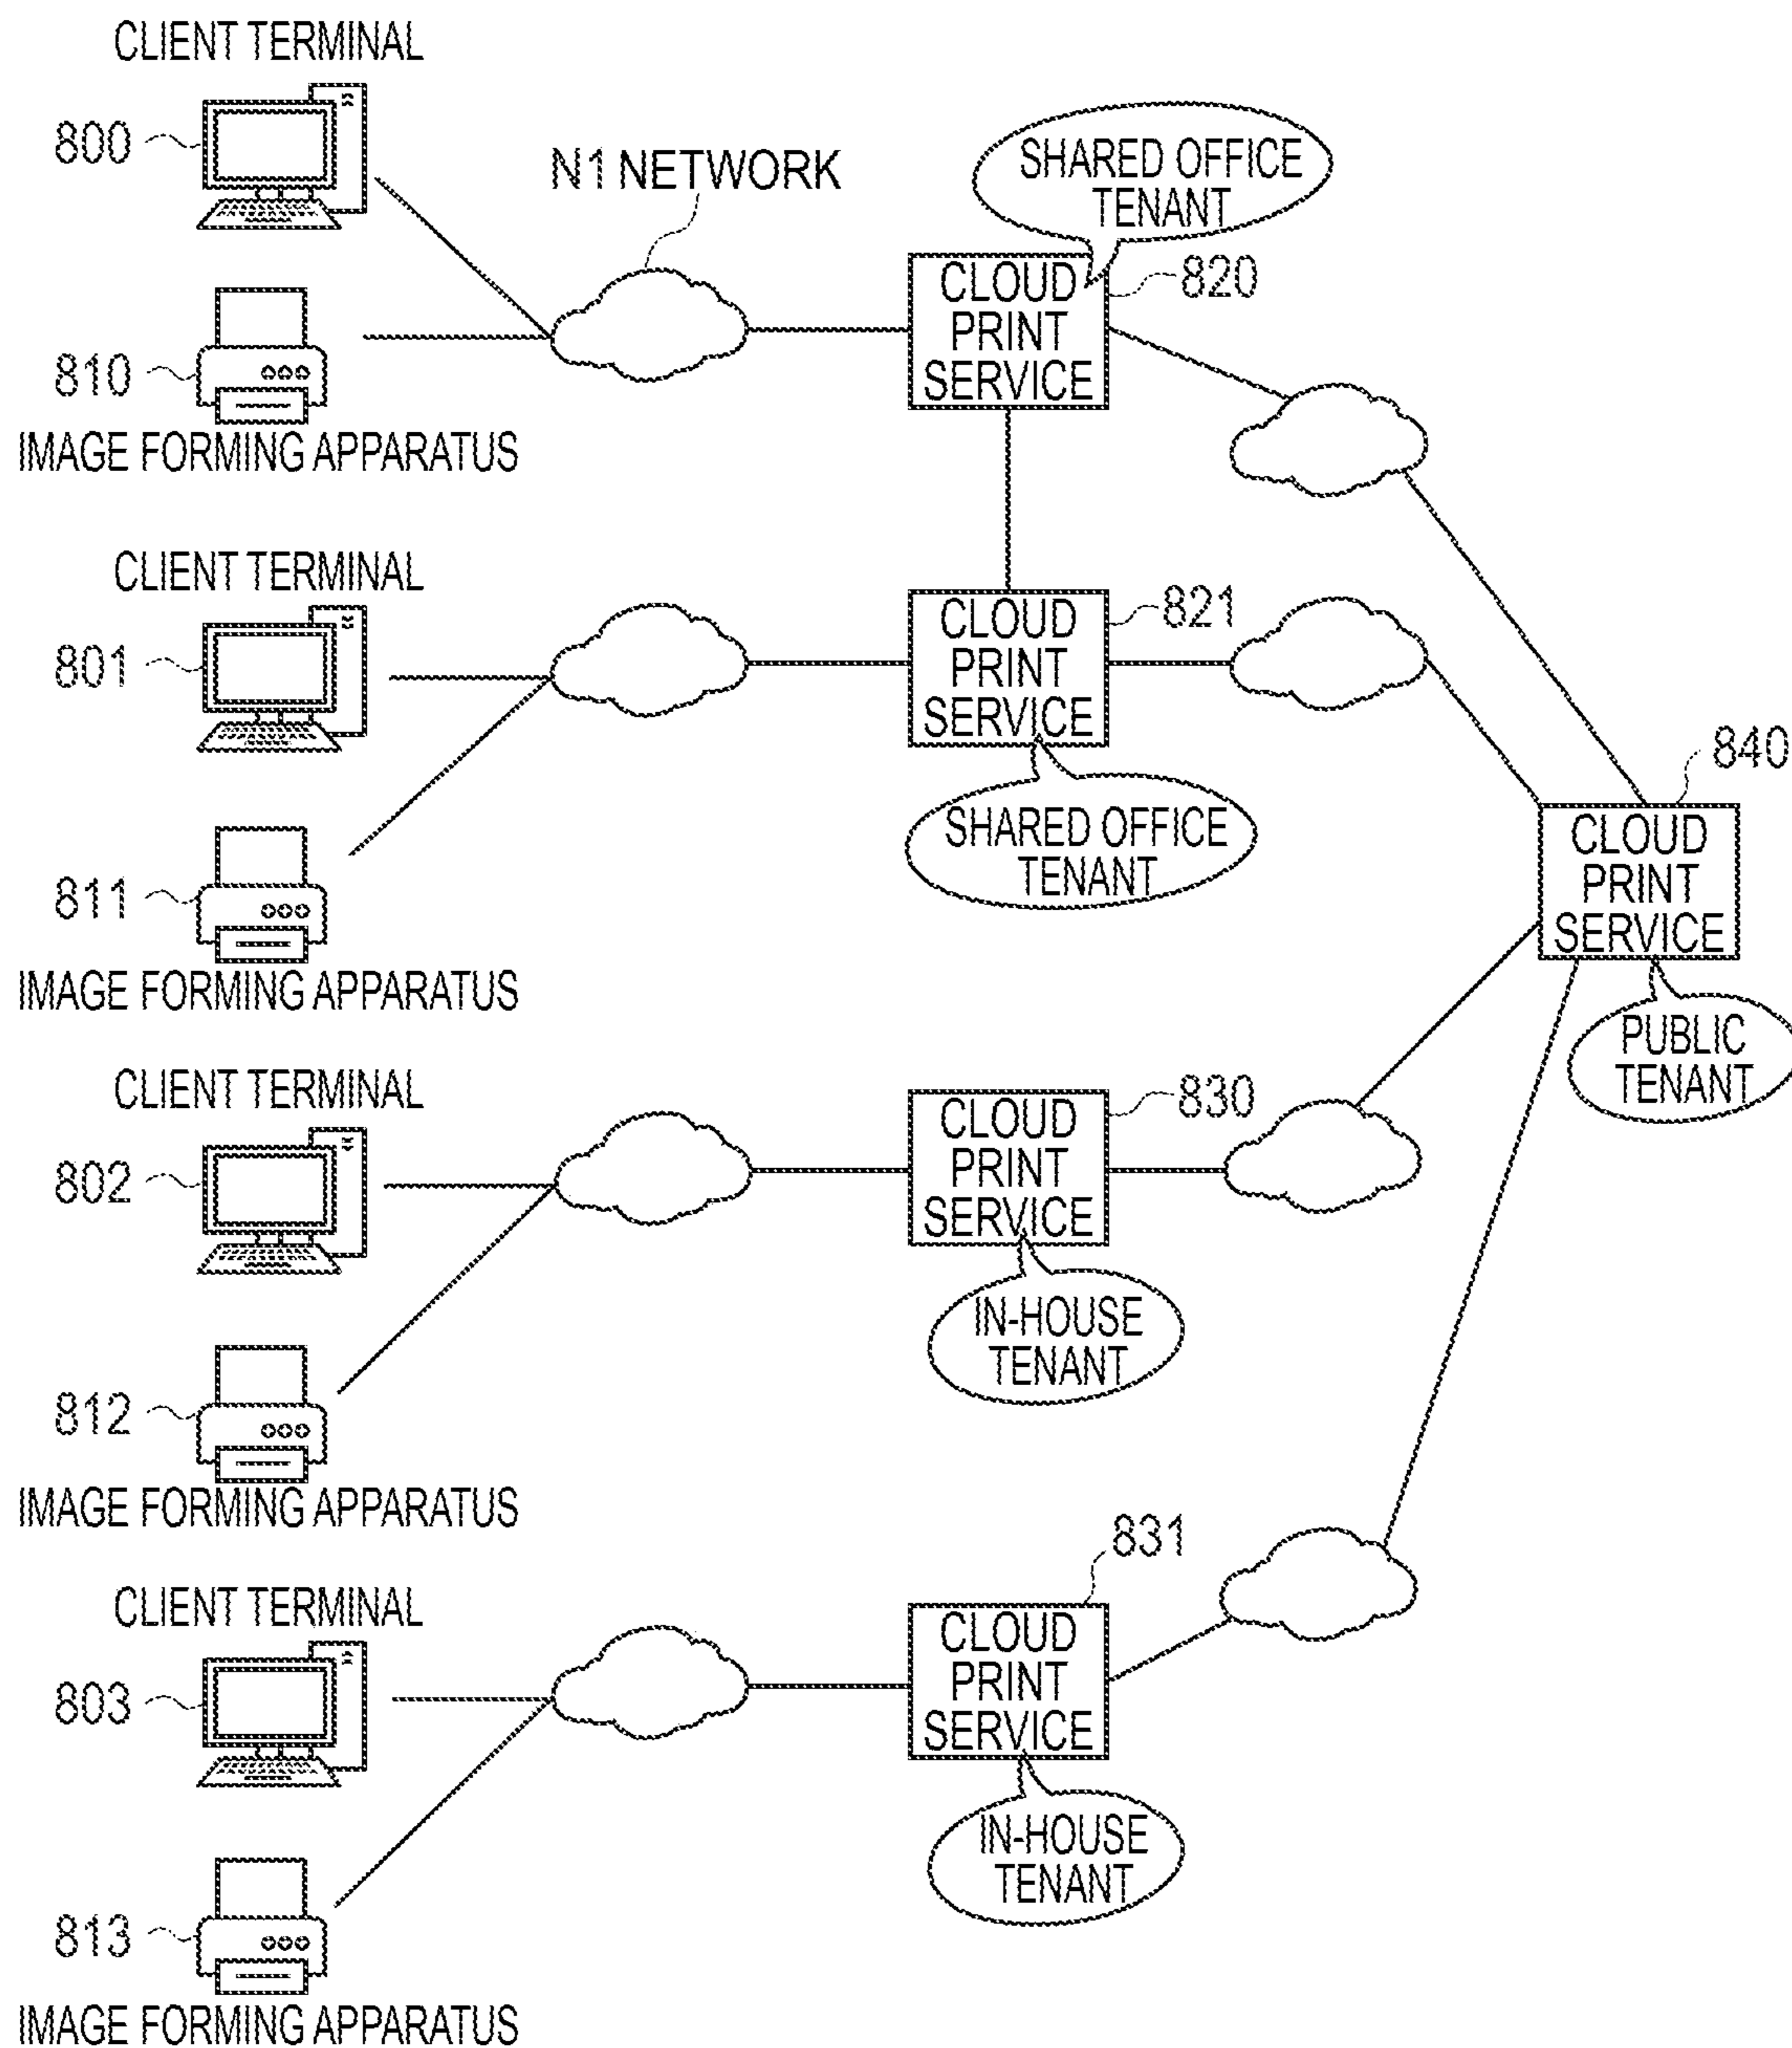 CLIENT TERMINAL
800
N1 NETWORK
SHARED OFFICE
TENANT
CLOUD
PRINT
SERVICE
820
810
IMAGE FORMING APPARATUS
CLIENT TERMINAL
801
CLOUD
PRINT
SERVICE
821
SHARED OFFICE
TENANT
840
CLOUD
PRINT
SERVICE
PUBLIC
TENANT
811
IMAGE FORMING APPARATUS
CLIENT TERMINAL
802
CLOUD
PRINT
SERVICE
830
IN-HOUSE
TENANT
812
IMAGE FORMING APPARATUS
CLIENT TERMINAL
803
CLOUD
PRINT
SERVICE
831
IN-HOUSE
TENANT
813
IMAGE FORMING APPARATUS